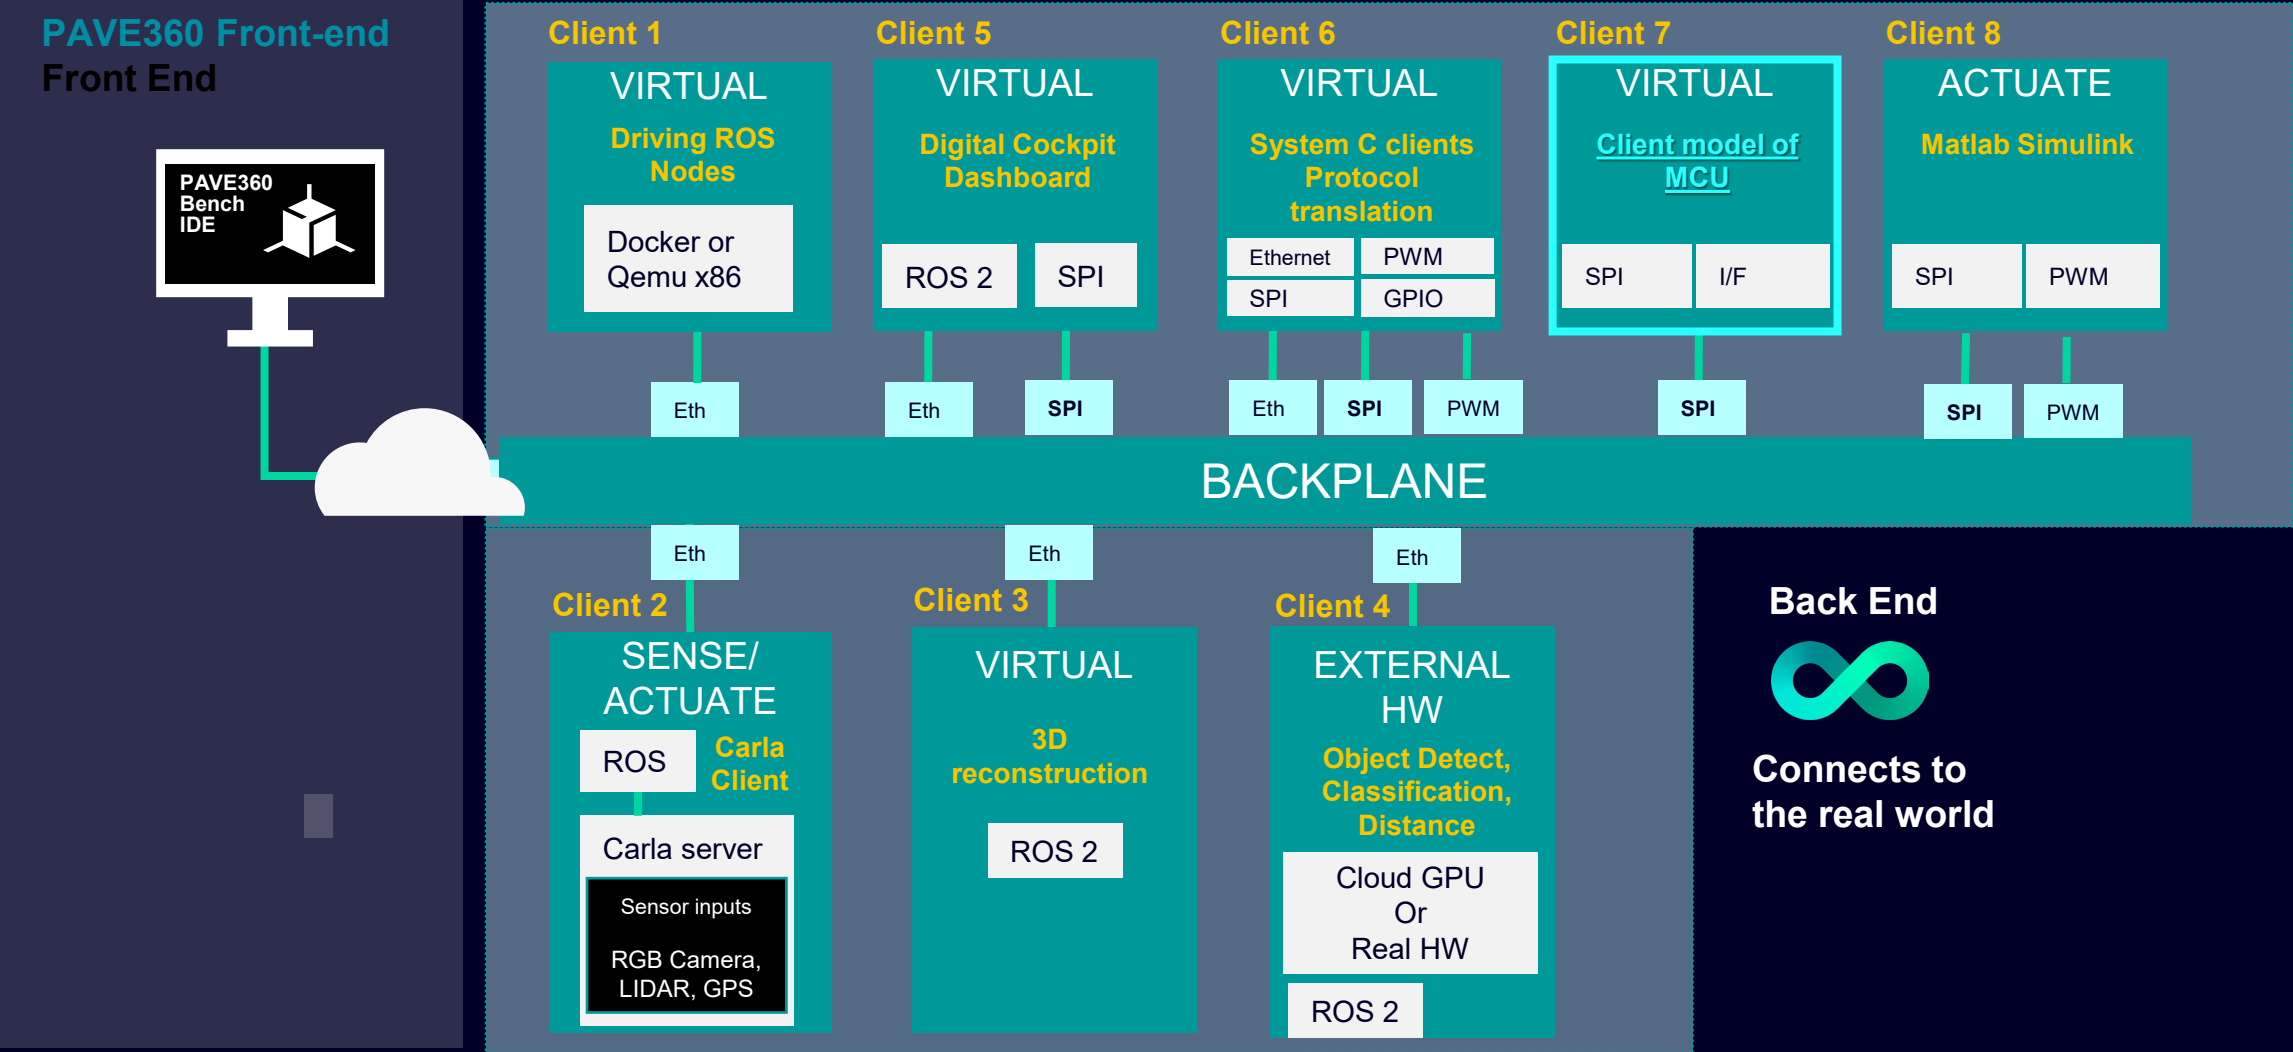 PAVE360 Front-end
Front End
PAVE360
Bench
IDE
Client 1
VIRTUAL
Driving ROS
Nodes
Docker or
Qemu x86
Eth
Client 5
VIRTUAL
Digital Cockpit
Dashboard
ROS 2
SPI
Eth
SPI
Client 6
VIRTUAL
System C clients
Protocol
translation
Ethernet
PWM
SPI
GPIO
Eth
SPI
PWM
Client 7
VIRTUAL
Client model of
MCU
SPI
I/F
SPI
Client 8
ACTUATE
Matlab Simulink
SPI
PWM
SPI
PWM
BACKPLANE
Eth
Client 2
SENSE/
ACTUATE
ROS
Carla
Client
Carla server
Sensor inputs
RGB Camera,
LIDAR, GPS
Eth
Client 3
VIRTUAL
3D
reconstruction
ROS 2
Eth
Client 4
EXTERNAL
HW
Object Detect,
Classification,
Distance
Cloud GPU
Or
Real HW
ROS 2
Back End
Connects to
the real world